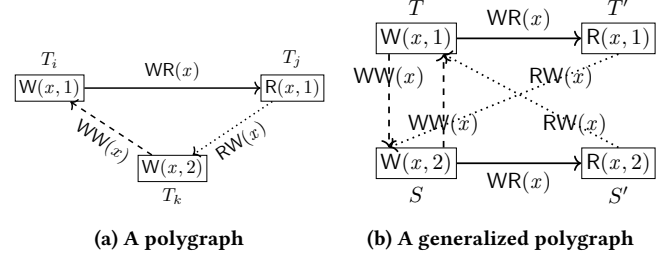 T_i
T_j
WR(x)
W(x, 1)
R(x, 1)
WW(x)
RW(x)
W(x, 2)
T_k
(a) A polygraph
T
T′
WR(x)
W(x, 1)
R(x, 1)
WW(x)
RW(x)
WW(x)
RW(x)
W(x, 2)
R(x, 2)
WR(x)
S
S′
(b) A generalized polygraph